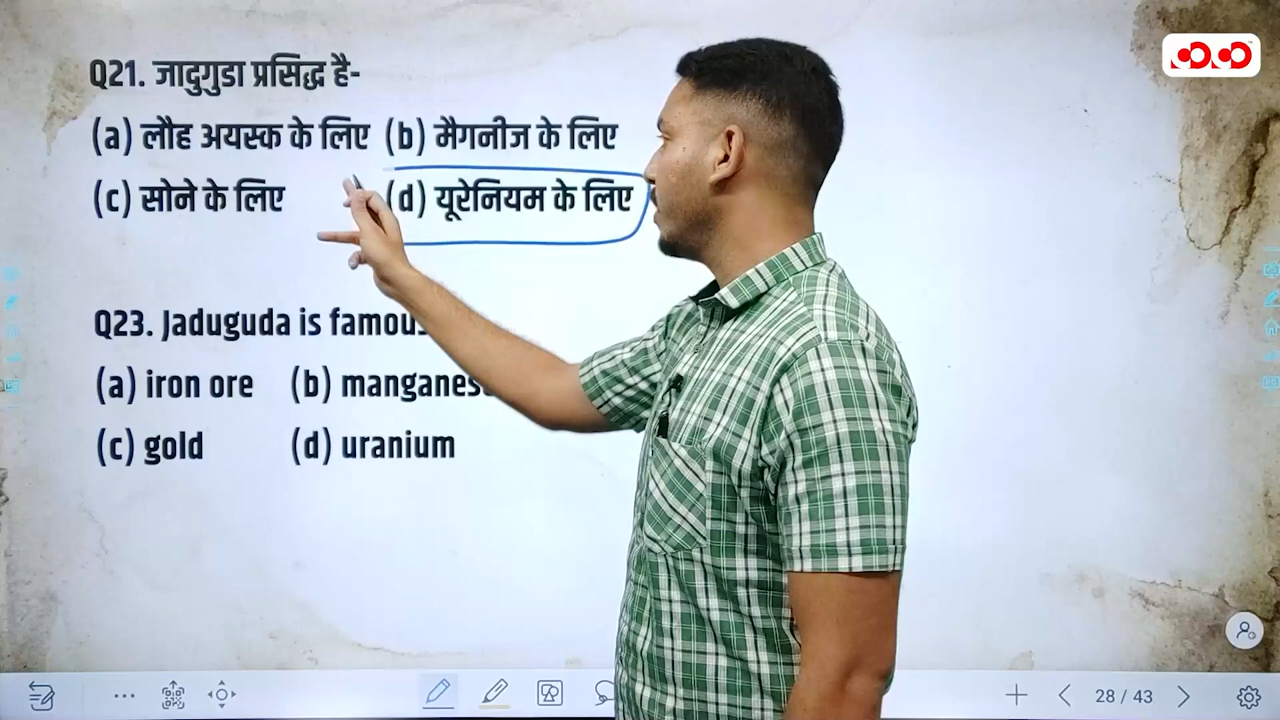 Q21. जादुगुडा प्रसिद्ध है-
(a) लौह अयस्क के लिए (b) मैगनीज के लिए
(c) सोने के लिए (d) यूरेनियम के लिए
Q23. Jaduguda is famous
(a) iron ore (b) manganese
(c) gold (d) uranium
28 / 43